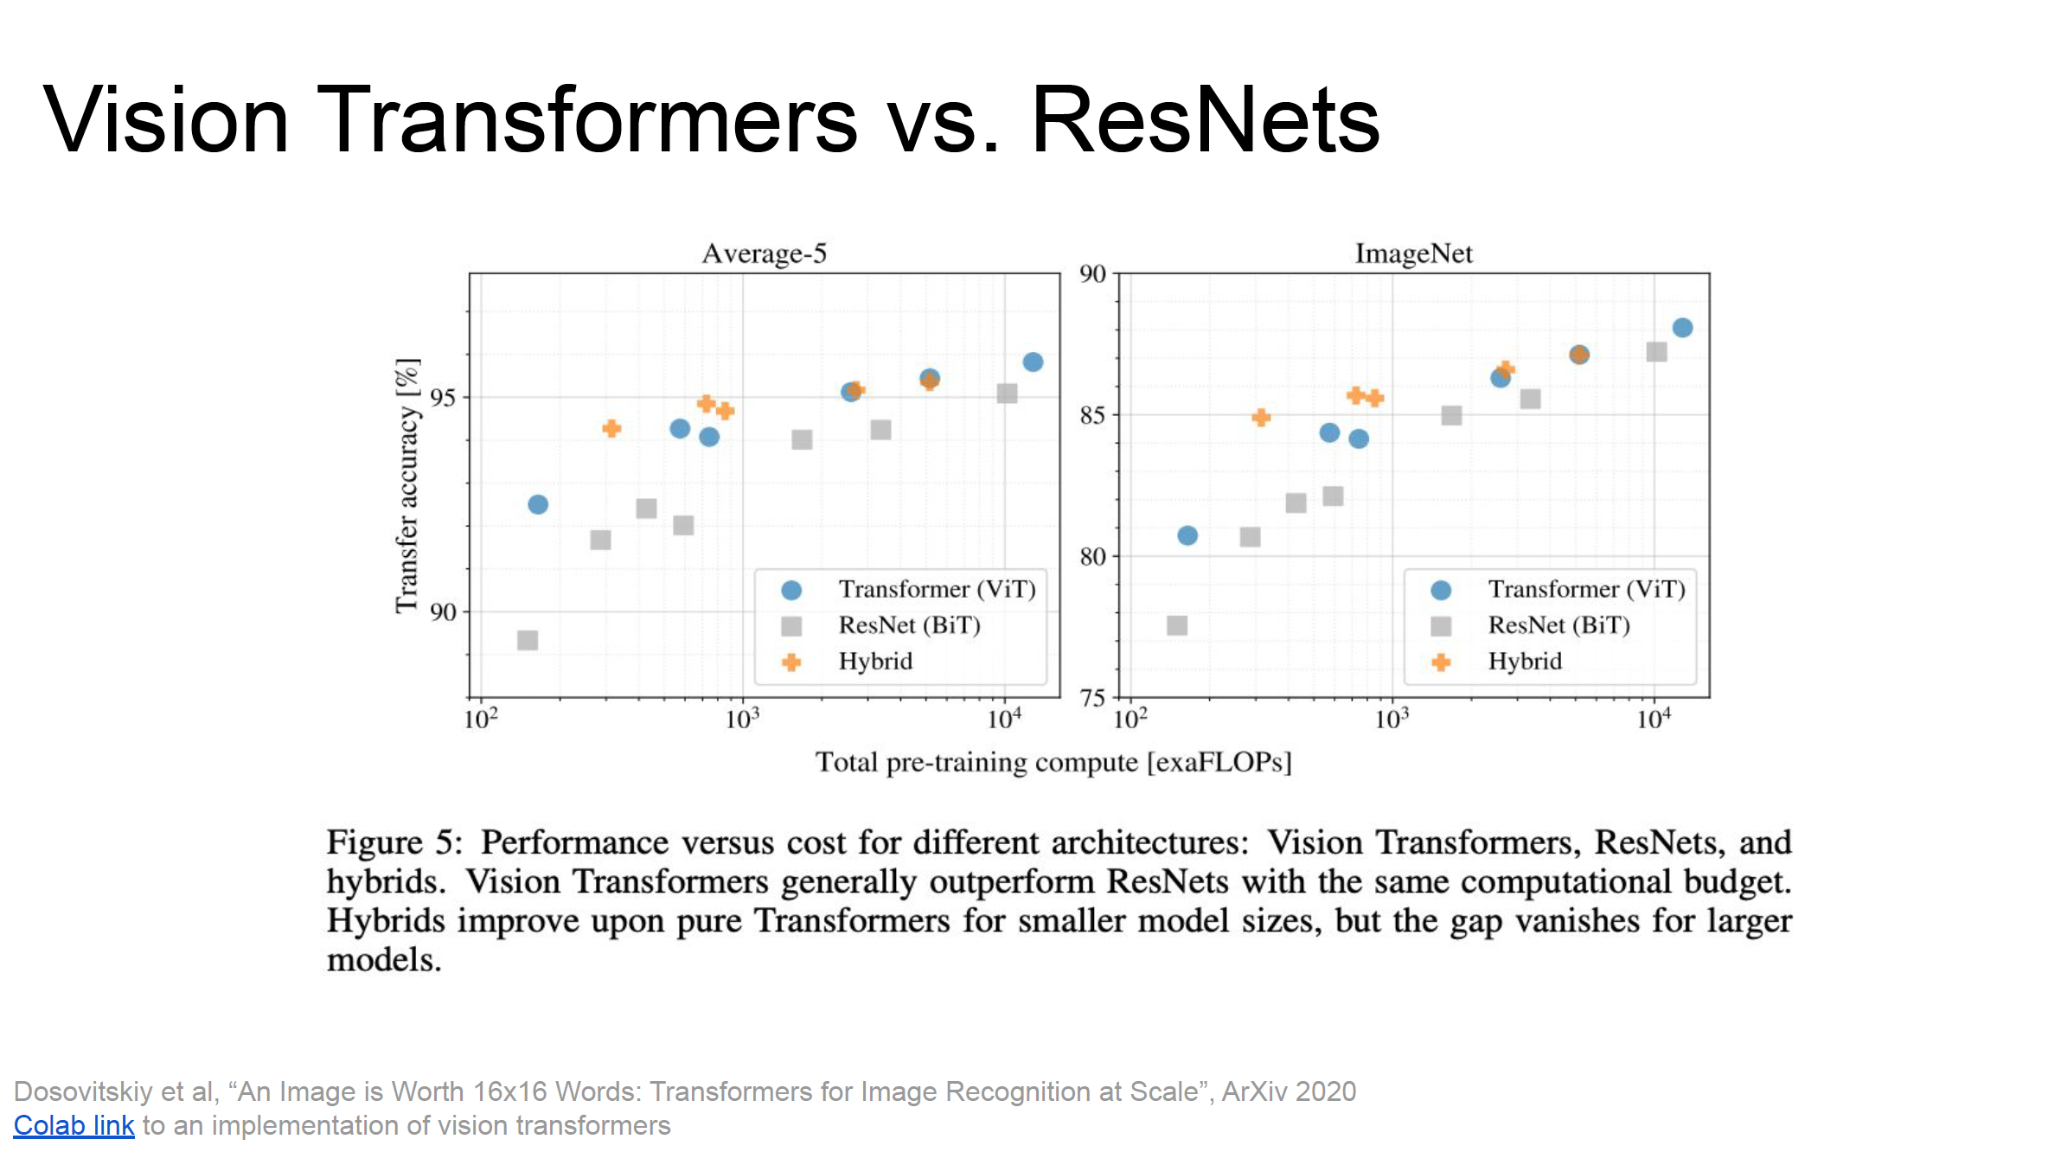 Vision Transformers vs. ResNets
Average-5
ImageNet
Transfer accuracy [%]
95
90
10²
10³
10⁴
Transformer (ViT)
ResNet (BiT)
Hybrid
90
85
80
75
10²
10³
10⁴
Transformer (ViT)
ResNet (BiT)
Hybrid
Total pre-training compute [exaFLOPs]
Figure 5: Performance versus cost for different architectures: Vision Transformers, ResNets, and
hybrids. Vision Transformers generally outperform ResNets with the same computational budget.
Hybrids improve upon pure Transformers for smaller model sizes, but the gap vanishes for larger
models.
Dosovitskiy et al, “An Image is Worth 16x16 Words: Transformers for Image Recognition at Scale”, ArXiv 2020
Colab link to an implementation of vision transformers